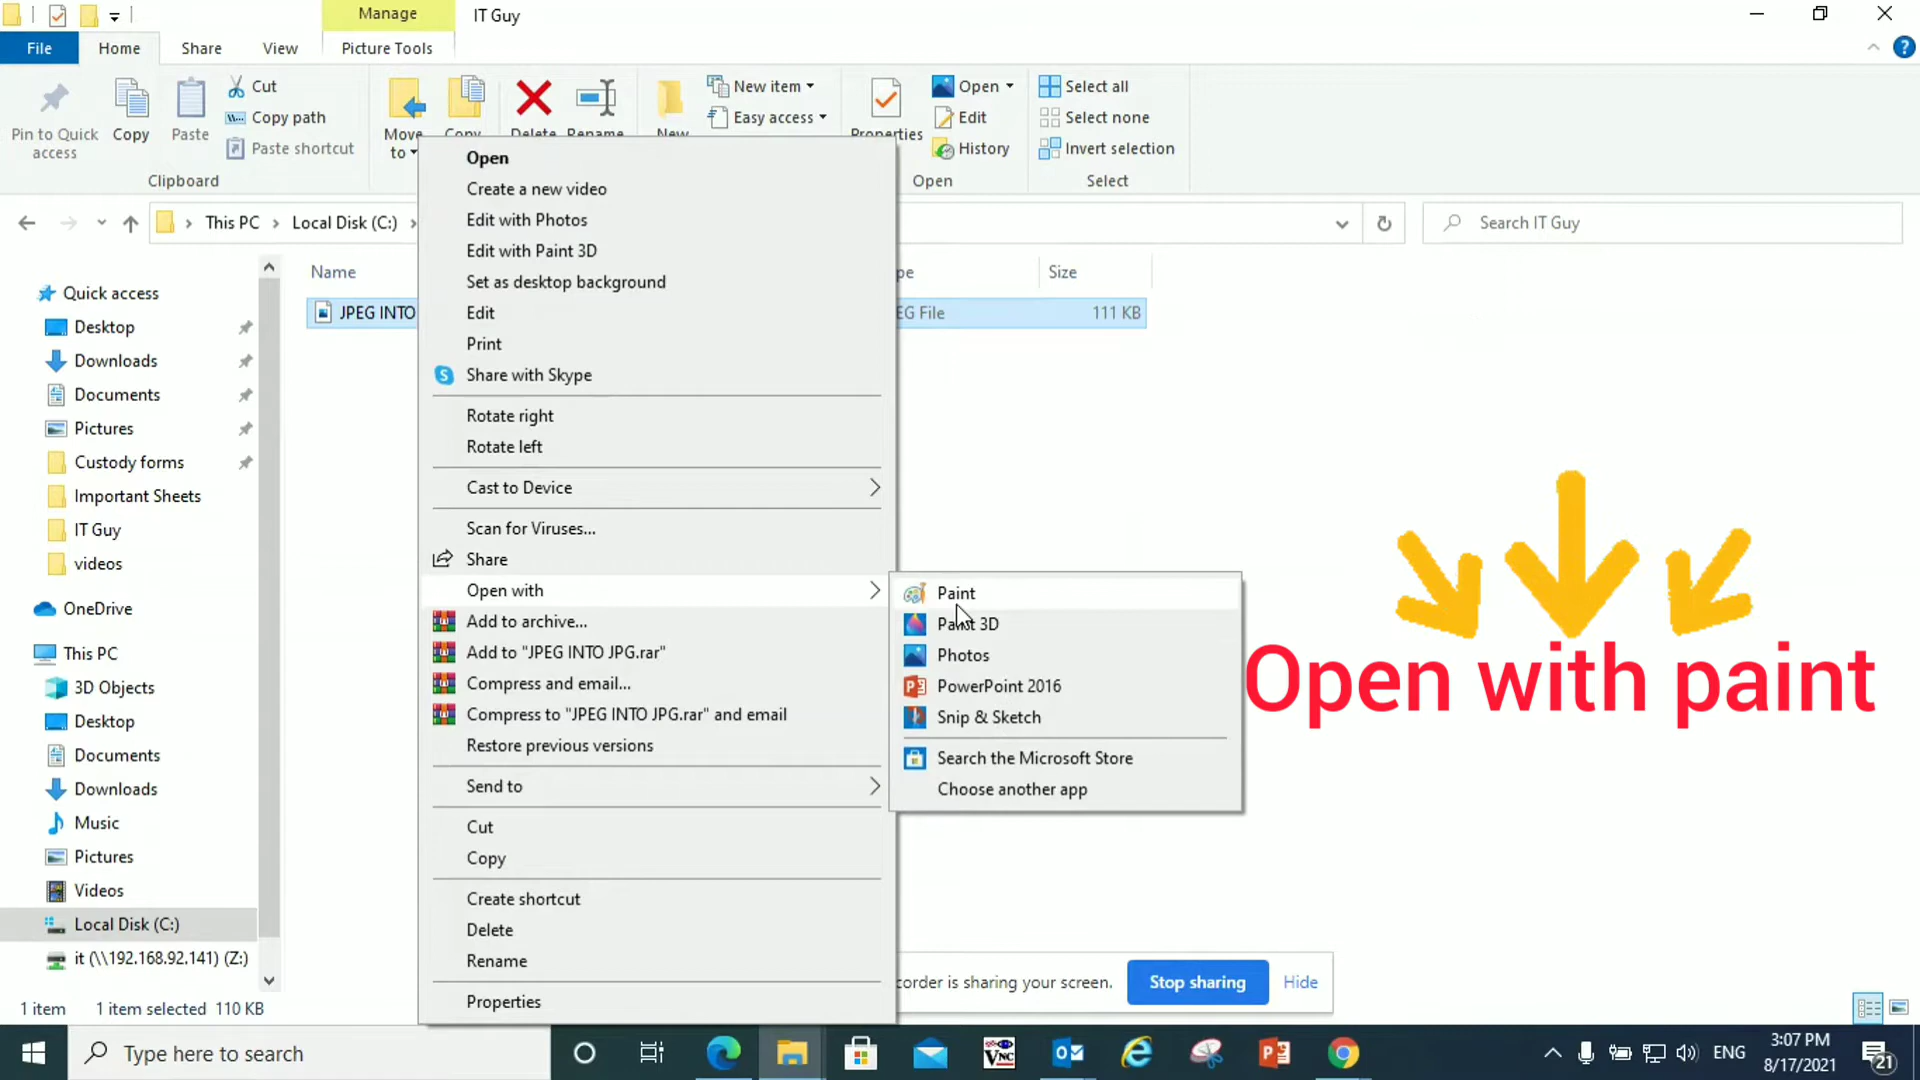 Manage
IT Guy
File
Home
Share
View
Picture Tools
Pin to Quick access
Copy
Paste
Cut
Copy path
Paste shortcut
Clipboard
Move to
Copy
Delete
Rename
New
New item
Easy access
Properties
Open
Edit
History
Open
Select all
Select none
Invert selection
Select
This PC
Local Disk (C:)
Search IT Guy
Name
Size
JPEG INTO
EG File
111 KB
Quick access
Desktop
Downloads
Documents
Pictures
Custody forms
Important Sheets
IT Guy
videos
OneDrive
This PC
3D Objects
Desktop
Documents
Downloads
Music
Pictures
Videos
Local Disk (C:)
it (\\192.168.92.141) (Z:)
Open
Create a new video
Edit with Photos
Edit with Paint 3D
Set as desktop background
Edit
Print
Share with Skype
Rotate right
Rotate left
Cast to Device
Scan for Viruses...
Share
Open with
Add to archive...
Add to "JPEG INTO JPG.rar"
Compress and email...
Compress to "JPEG INTO JPG.rar" and email
Restore previous versions
Send to
Cut
Copy
Create shortcut
Delete
Rename
Properties
Paint
Paint 3D
Photos
PowerPoint 2016
Snip & Sketch
Search the Microsoft Store
Choose another app
Open with paint
corder is sharing your screen.
Stop sharing
Hide
1 item
1 item selected 110 KB
Type here to search
ENG
3:07 PM
8/17/2021
21